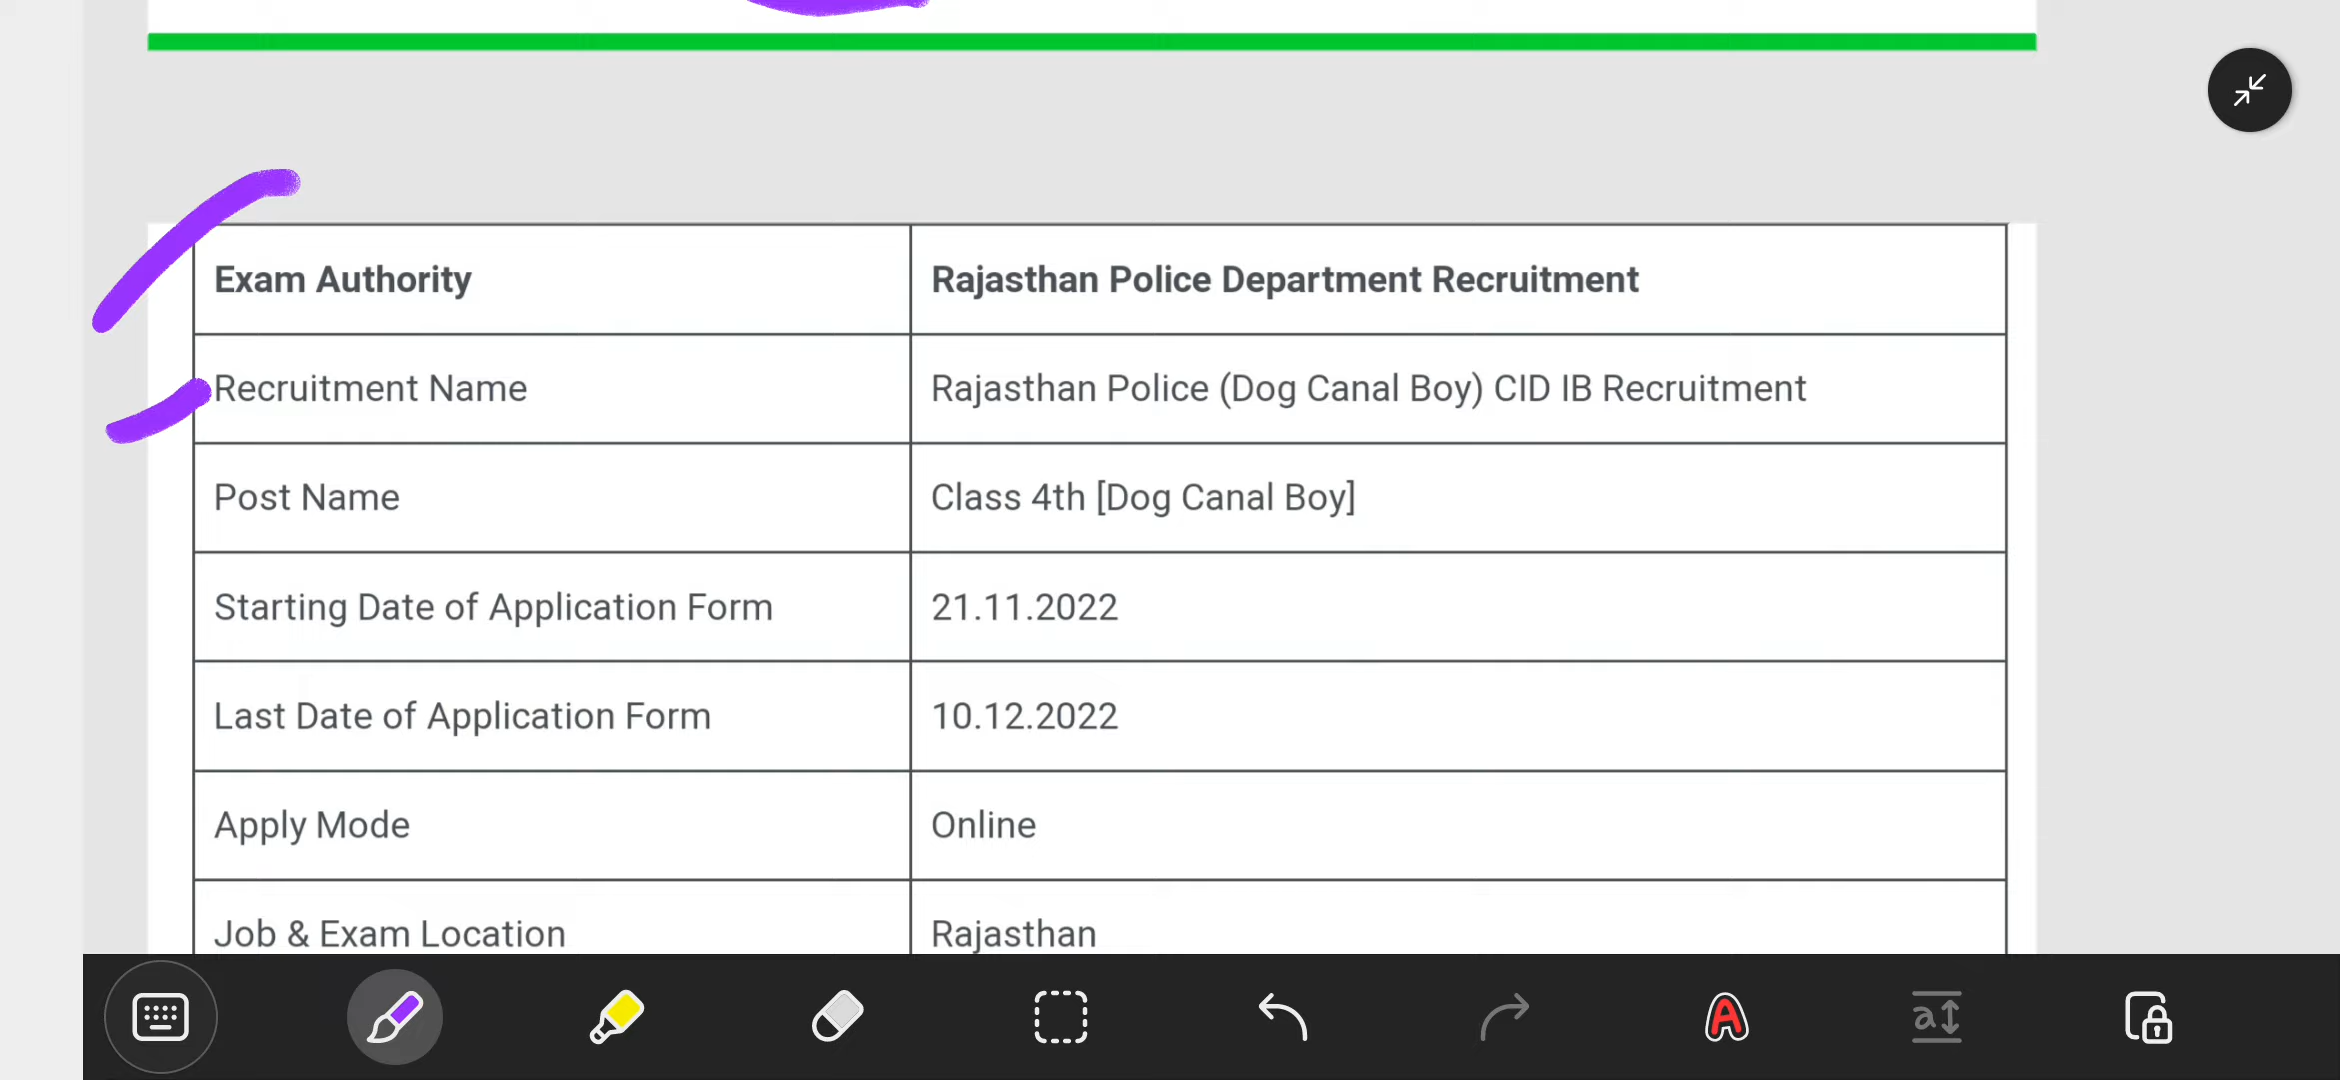 Exam Authority Rajasthan Police Department Recruitment
Recruitment Name Rajasthan Police (Dog Canal Boy) CID IB Recruitment
Post Name Class 4th [Dog Canal Boy]
Starting Date of Application Form 21.11.2022
Last Date of Application Form 10.12.2022
Apply Mode Online
Job & Exam Location Rajasthan
A a